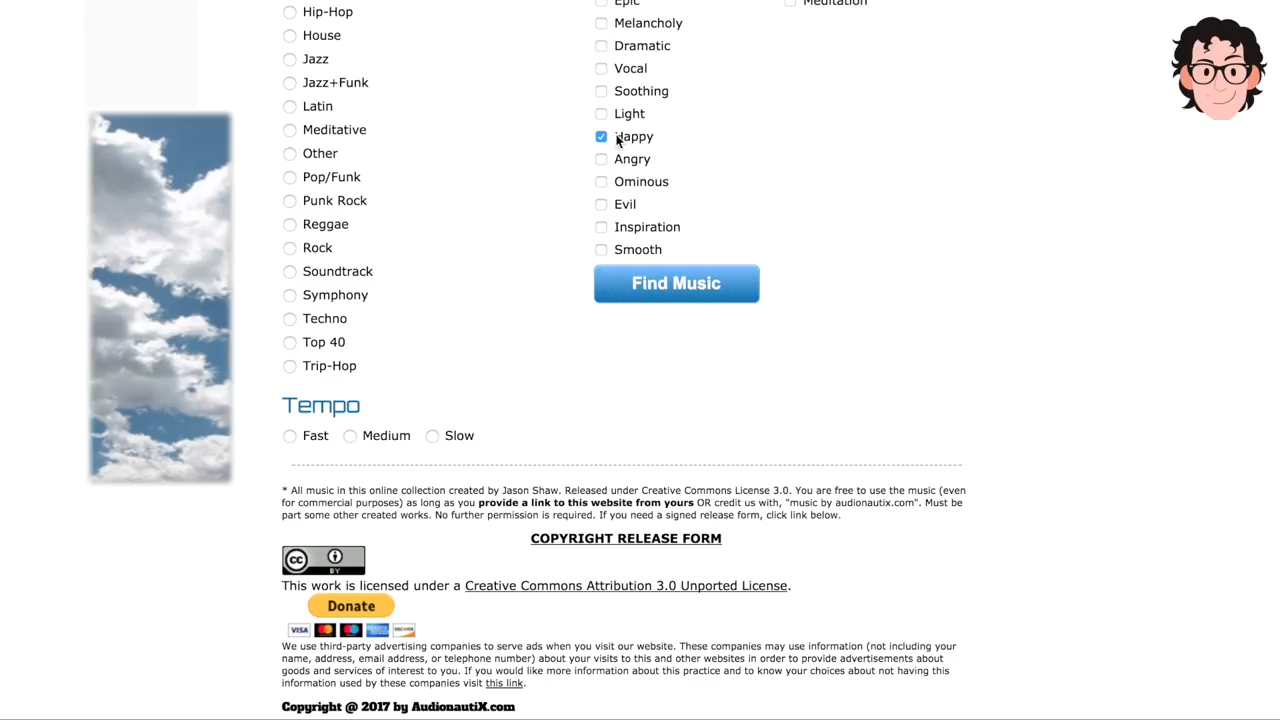 Hip-Hop
House
Jazz
Jazz+Funk
Latin
Meditative
Other
Pop/Funk
Punk Rock
Reggae
Rock
Soundtrack
Symphony
Techno
Top 40
Trip-Hop
Epic
Melancholy
Dramatic
Vocal
Soothing
Light
Happy
Angry
Ominous
Evil
Inspiration
Smooth
Meditation
Find Music
Tempo
Fast Medium Slow
* All music in this online collection created by Jason Shaw. Released under Creative Commons License 3.0. You are free to use the music (even
for commercial purposes) as long as you provide a link to this website from yours OR credit us with, "music by audionautix.com". Must be
part some other created works. No further permission is required. If you need a signed release form, click link below.
COPYRIGHT RELEASE FORM
cc BY
This work is licensed under a Creative Commons Attribution 3.0 Unported License.
Donate
VISA
We use third-party advertising companies to serve ads when you visit our website. These companies may use information (not including your
name, address, email address, or telephone number) about your visits to this and other websites in order to provide advertisements about
goods and services of interest to you. If you would like more information about this practice and to know your choices about not having this
information used by these companies visit this link.
Copyright @ 2017 by AudionautiX.com